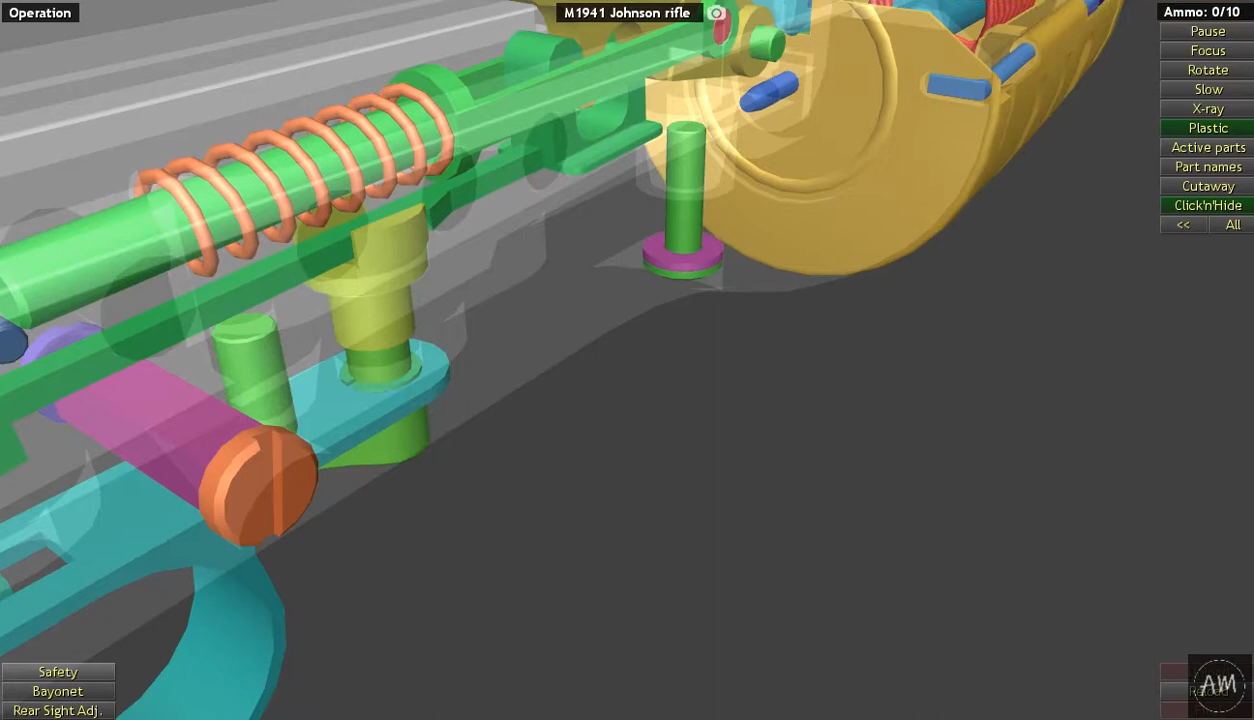 Operation
M1941 Johnson rifle
Ammo: 0/10
Pause
Focus
Rotate
Slow
X-ray
Plastic
Active parts
Part names
Cutaway
Click'n'Hide
<< All
Safety
Bayonet
Rear Sight Adj.
AM